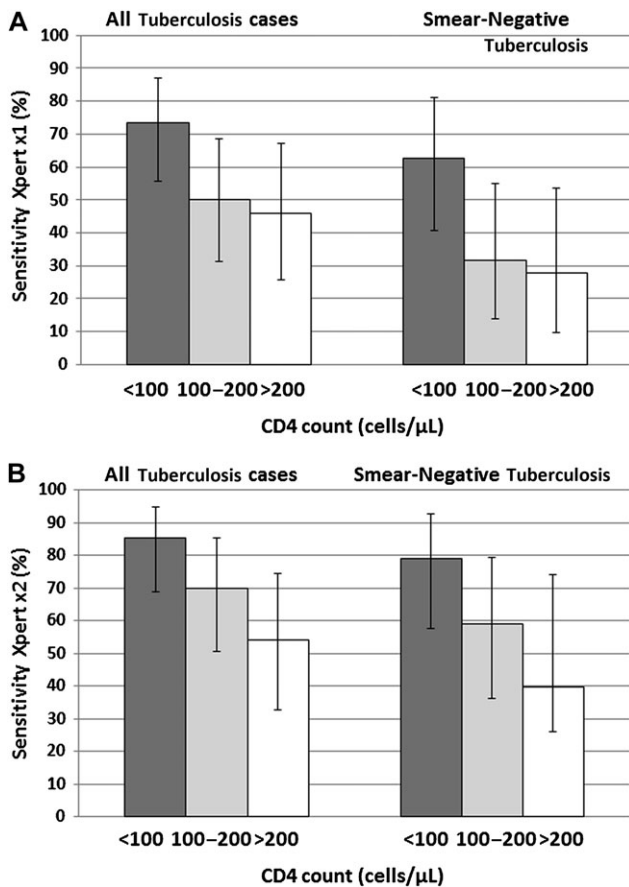 A
All Tuberculosis cases
Smear-Negative
Tuberculosis
Sensitivity Xpert x1 (%)
100
90
80
70
60
50
40
30
20
10
0
<100 100–200 >200
<100 100–200 >200
CD4 count (cells/µL)
B
All Tuberculosis cases
Smear-Negative Tuberculosis
Sensitivity Xpert x2 (%)
100
90
80
70
60
50
40
30
20
10
0
<100 100–200 >200
<100 100–200 >200
CD4 count (cells/µL)